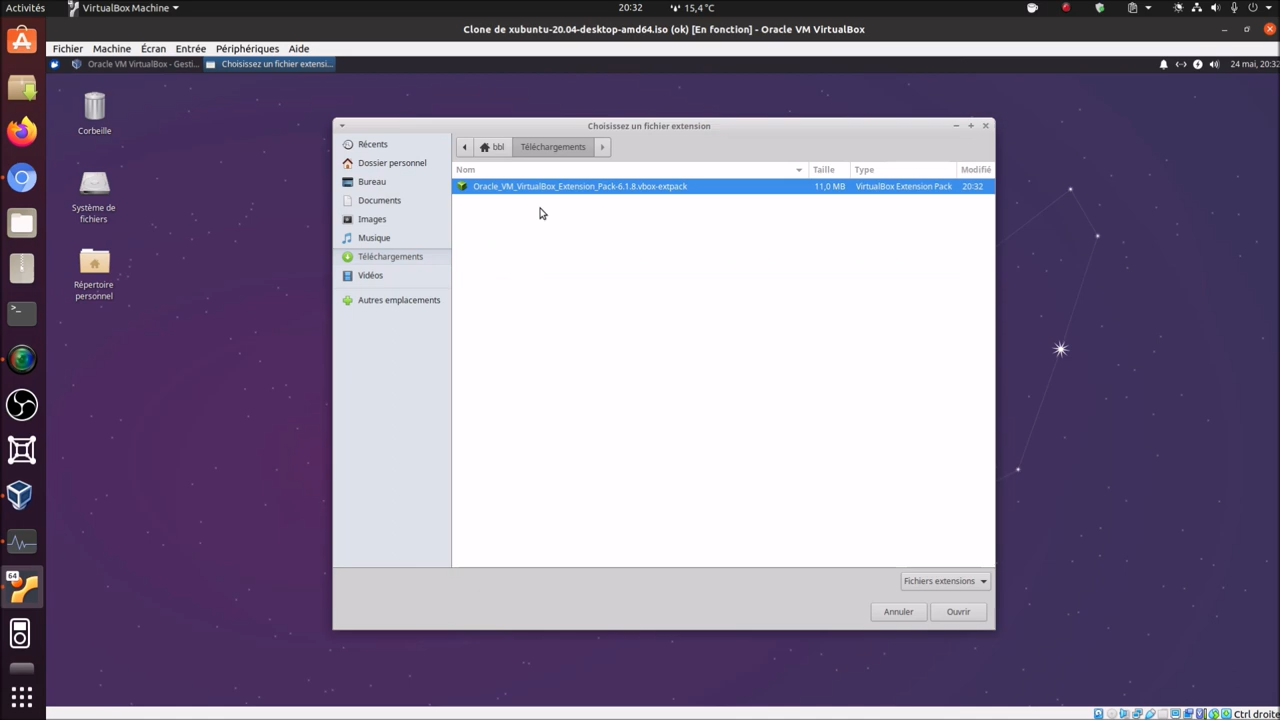 Activités
VirtualBox Machine
20:32
15,4 °C
Clone de xubuntu-20.04-desktop-amd64.iso (ok) [En fonction] - Oracle VM VirtualBox
Fichier
Machine
Écran
Entrée
Périphériques
Aide
Oracle VM VirtualBox - Gesti...
Choisissez un fichier extensi...
24 mai, 20:32
Corbeille
Système de
fichiers
Répertoire
personnel
Choisissez un fichier extension
Récents
Dossier personnel
Bureau
Documents
Images
Musique
Téléchargements
Vidéos
Autres emplacements
bbl
Téléchargements
Nom
Taille
Type
Modifié
Oracle_VM_VirtualBox_Extension_Pack-6.1.8.vbox-extpack
11,0 MB
VirtualBox Extension Pack
20:32
Fichiers extensions
Annuler
Ouvrir
64
Ctrl droite